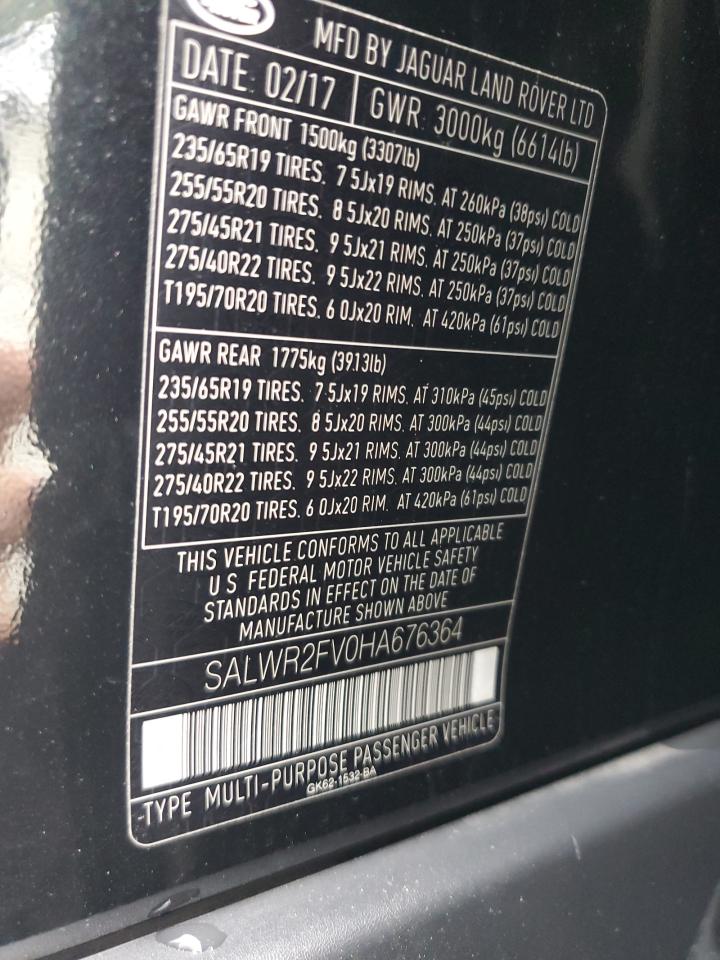 MFD BY JAGUAR LAND ROVER LTD
DATE 02/17 GWR 3000kg (6614lb)
GAWR FRONT 1500kg (3307lb)
235/65R19 TIRES. 7 5Jx19 RIMS. AT 260kPa (38psi) COLD
255/55R20 TIRES. 8 5Jx20 RIMS. AT 250kPa (37psi) COLD
275/45R21 TIRES. 9 5Jx21 RIMS. AT 250kPa (37psi) COLD
275/40R22 TIRES. 9 5Jx22 RIMS. AT 250kPa (37psi) COLD
T195/70R20 TIRES. 6 0Jx20 RIM. AT 420kPa (61psi) COLD
GAWR REAR 1775kg (39.13lb)
235/65R19 TIRES. 7 5Jx19 RIMS. AT 310kPa (45psi) COLD
255/55R20 TIRES. 8 5Jx20 RIMS. AT 300kPa (44psi) COLD
275/45R21 TIRES. 9 5Jx21 RIMS. AT 300kPa (44psi) COLD
275/40R22 TIRES. 9 5Jx22 RIMS. AT 300kPa (44psi) COLD
T195/70R20 TIRES. 6 0Jx20 RIM. AT 420kPa (61psi) COLD
THIS VEHICLE CONFORMS TO ALL APPLICABLE
U S FEDERAL MOTOR VEHICLE SAFETY
STANDARDS IN EFFECT ON THE DATE OF
MANUFACTURE SHOWN ABOVE
SALWR2FV0HA676364
TYPE MULTI-PURPOSE PASSENGER VEHICLE
GK62-1532-BA